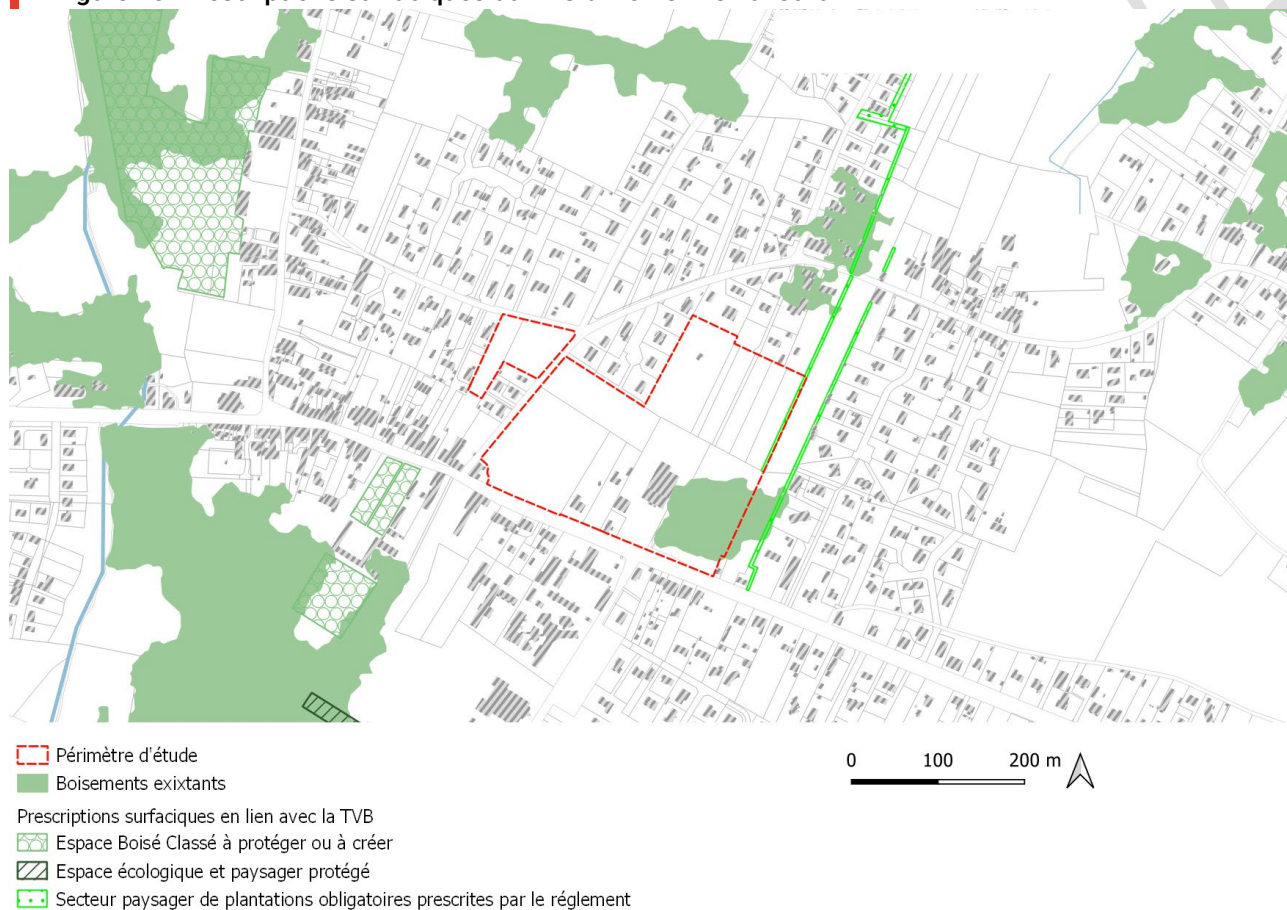 Périmètre d'étude
Boisements exixtants
Prescriptions surfaciques en lien avec la TVB
Espace Boisé Classé à protéger ou à créer
Espace écologique et paysager protégé
Secteur paysager de plantations obligatoires prescrites par le réglement
0 100 200 m